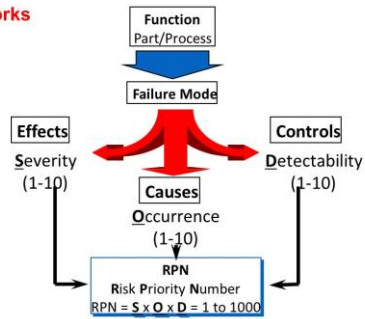 Function
Part/Process
Failure Mode
Effects
Severity
(1-10)
Controls
Detectability
(1-10)
Causes
Occurrence
(1-10)
RPN
Risk Priority Number
RPN = S x O x D = 1 to 1000